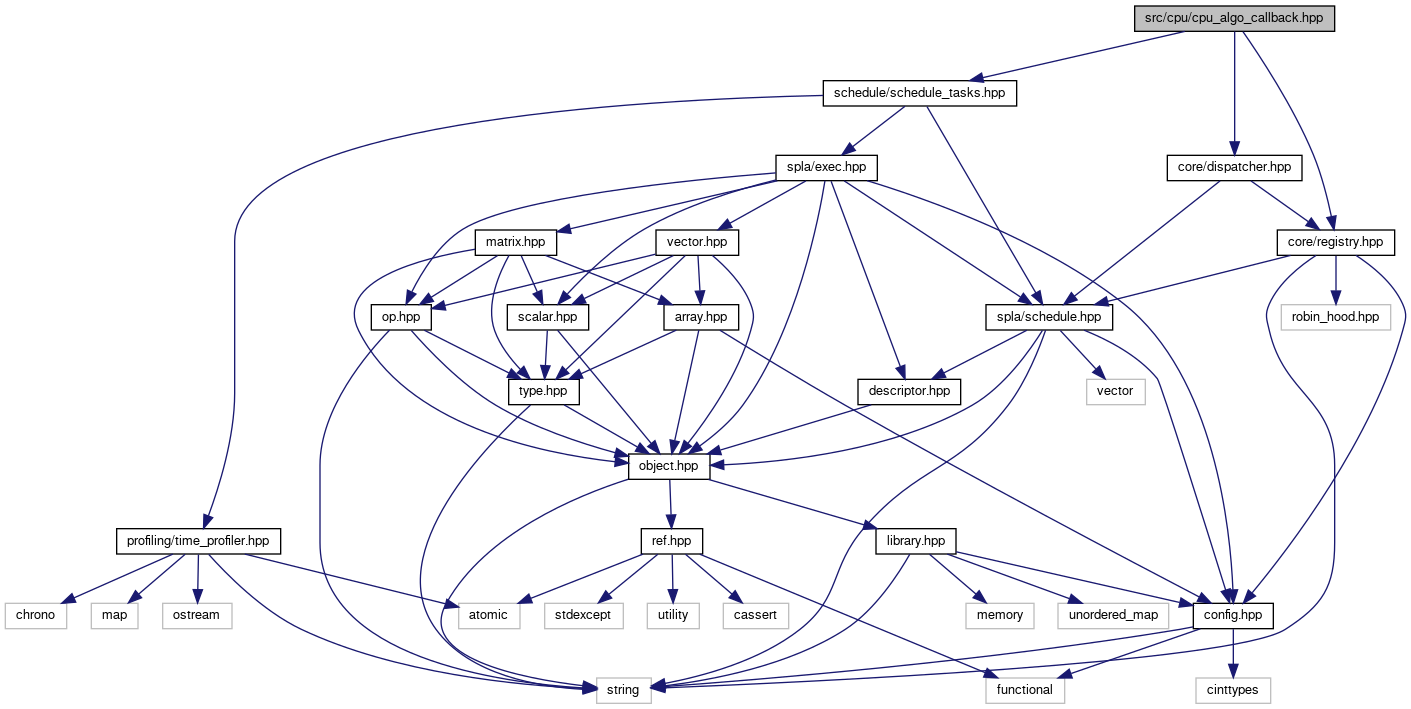 src/cpu/cpu_algo_callback.hpp
schedule/schedule_tasks.hpp
spla/exec.hpp
core/dispatcher.hpp
matrix.hpp
vector.hpp
core/registry.hpp
op.hpp
scalar.hpp
array.hpp
spla/schedule.hpp
robin_hood.hpp
type.hpp
descriptor.hpp
vector
object.hpp
profiling/time_profiler.hpp
ref.hpp
library.hpp
chrono
map
ostream
atomic
stdexcept
utility
cassert
memory
unordered_map
config.hpp
string
functional
cinttypes